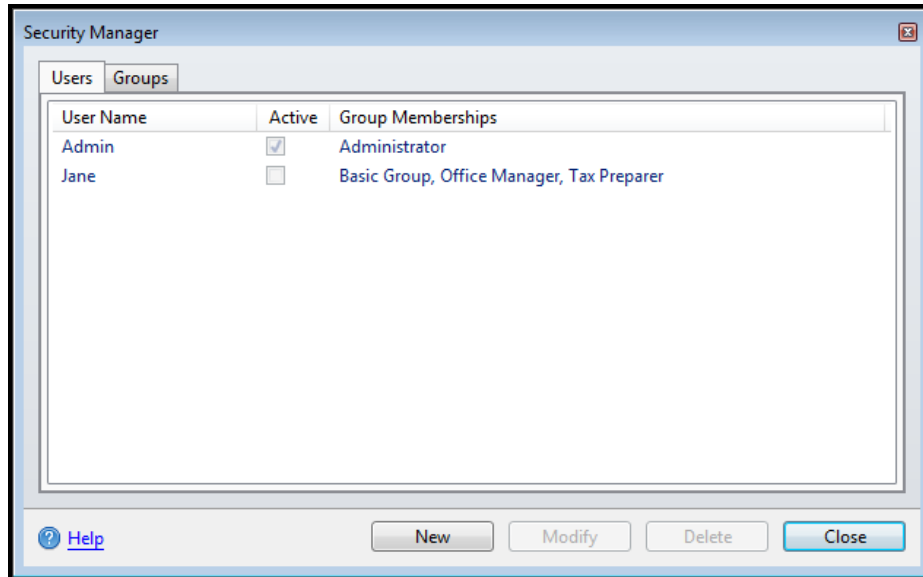 Security Manager
Users Groups
User Name Active Group Memberships
Admin Administrator
Jane Basic Group, Office Manager, Tax Preparer
Help New Modify Delete Close